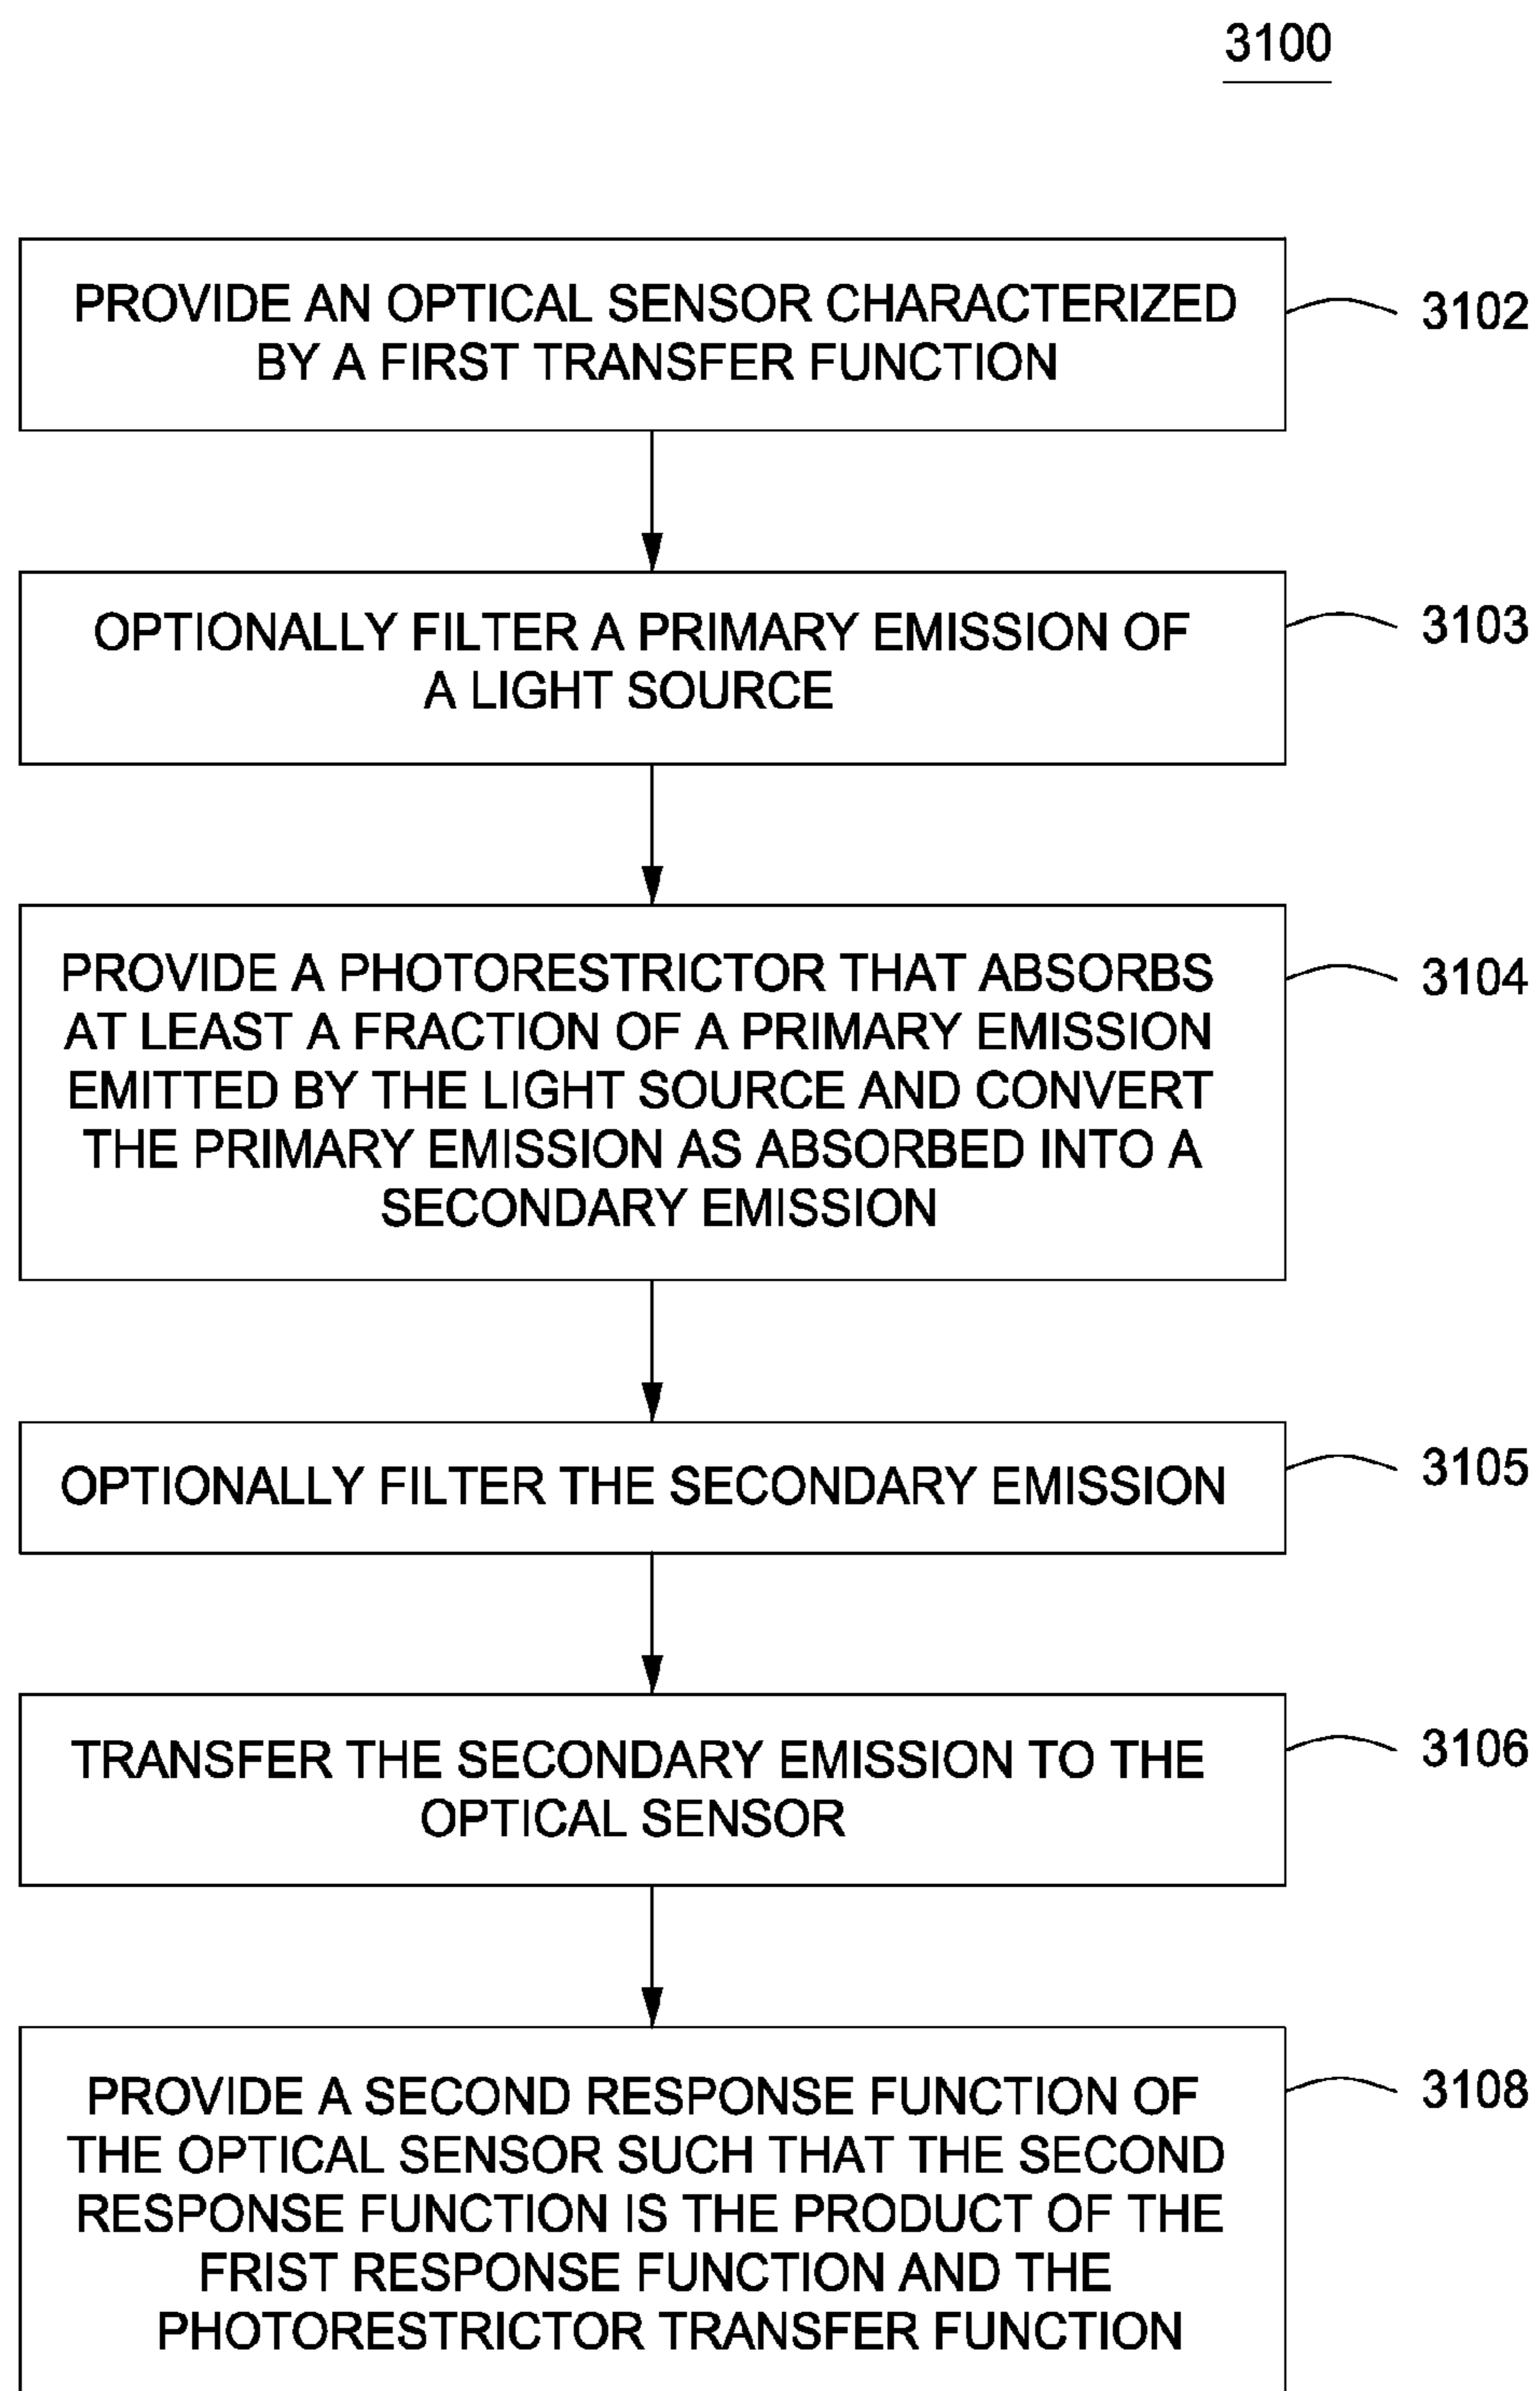 3100
PROVIDE AN OPTICAL SENSOR CHARACTERIZED
BY A FIRST TRANSFER FUNCTION
3102
OPTIONALLY FILTER A PRIMARY EMISSION OF
A LIGHT SOURCE
3103
PROVIDE A PHOTORESTRICTOR THAT ABSORBS
AT LEAST A FRACTION OF A PRIMARY EMISSION
EMITTED BY THE LIGHT SOURCE AND CONVERT
THE PRIMARY EMISSION AS ABSORBED INTO A
SECONDARY EMISSION
3104
OPTIONALLY FILTER THE SECONDARY EMISSION
3105
TRANSFER THE SECONDARY EMISSION TO THE
OPTICAL SENSOR
3106
PROVIDE A SECOND RESPONSE FUNCTION OF
THE OPTICAL SENSOR SUCH THAT THE SECOND
RESPONSE FUNCTION IS THE PRODUCT OF THE
FRIST RESPONSE FUNCTION AND THE
PHOTORESTRICTOR TRANSFER FUNCTION
3108